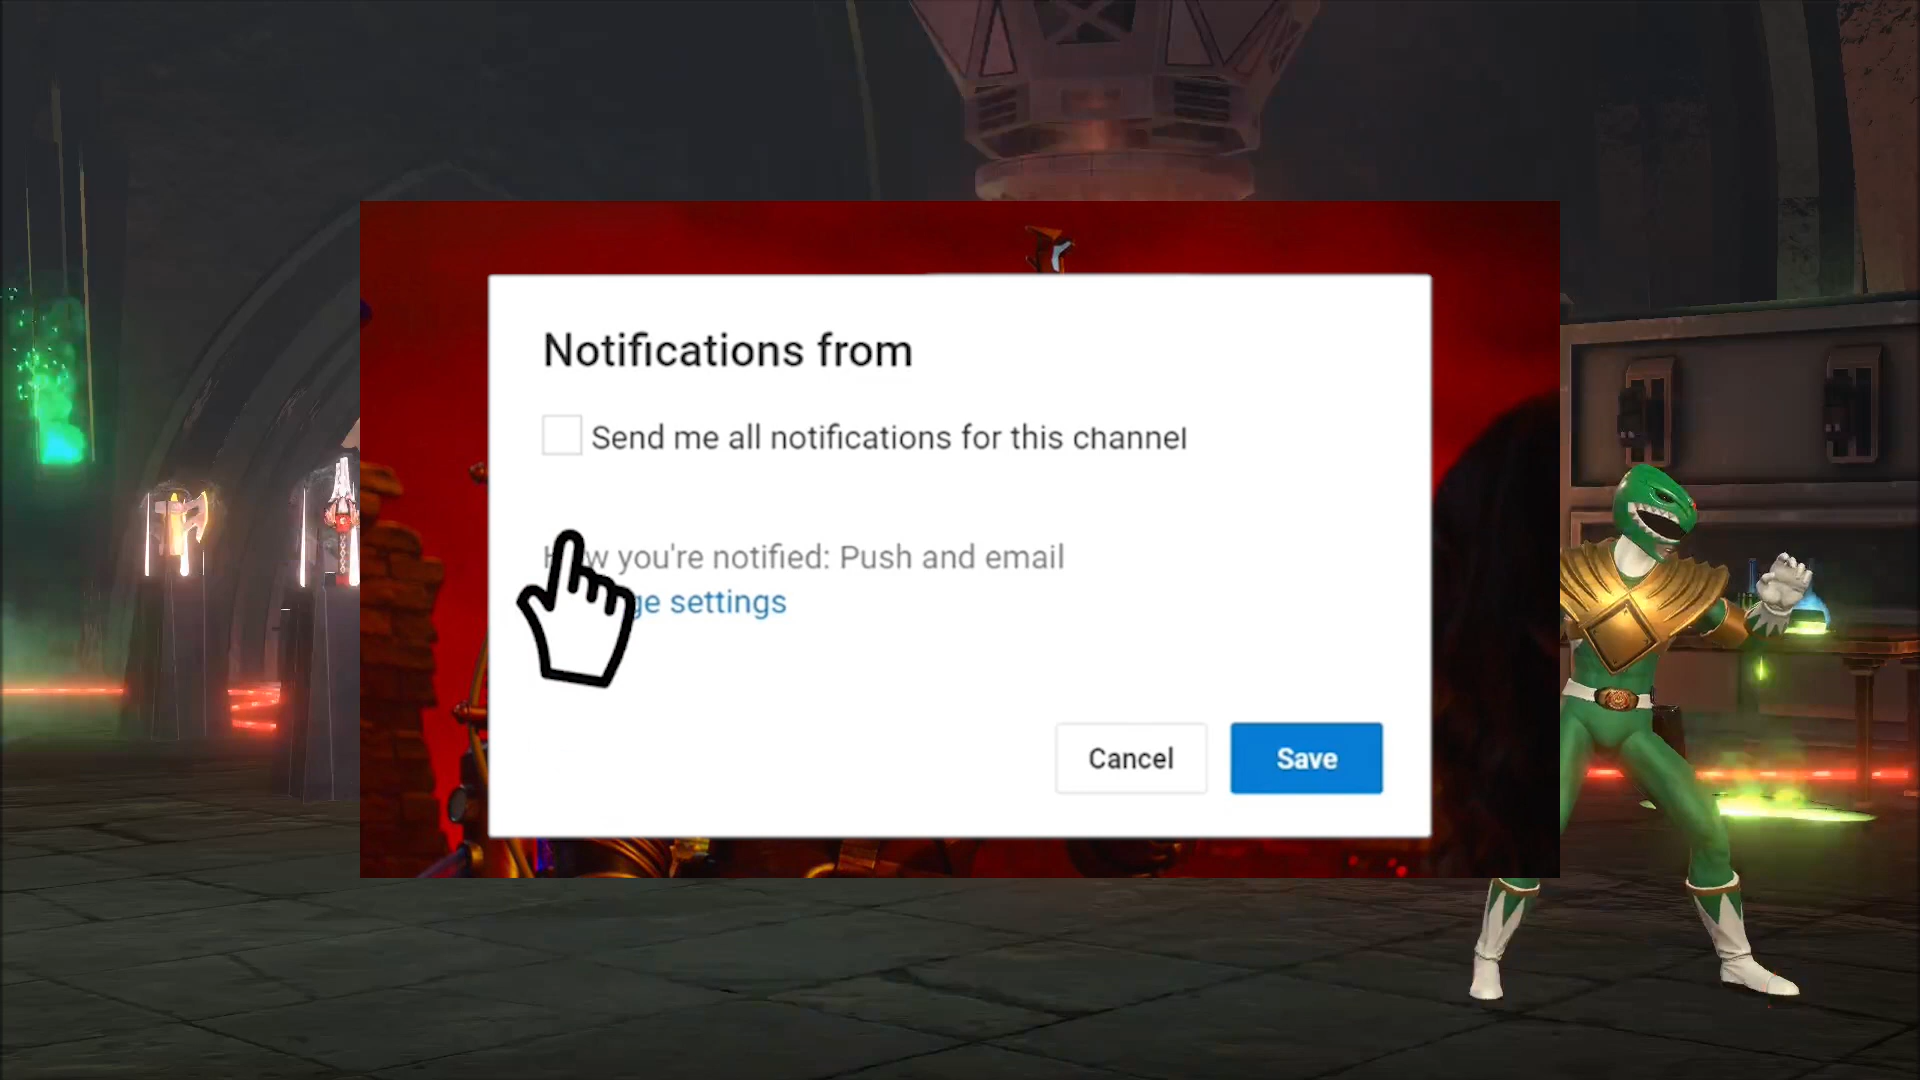 Notifications from
Send me all notifications for this channel
you're notified: Push and email
settings
Cancel
Save